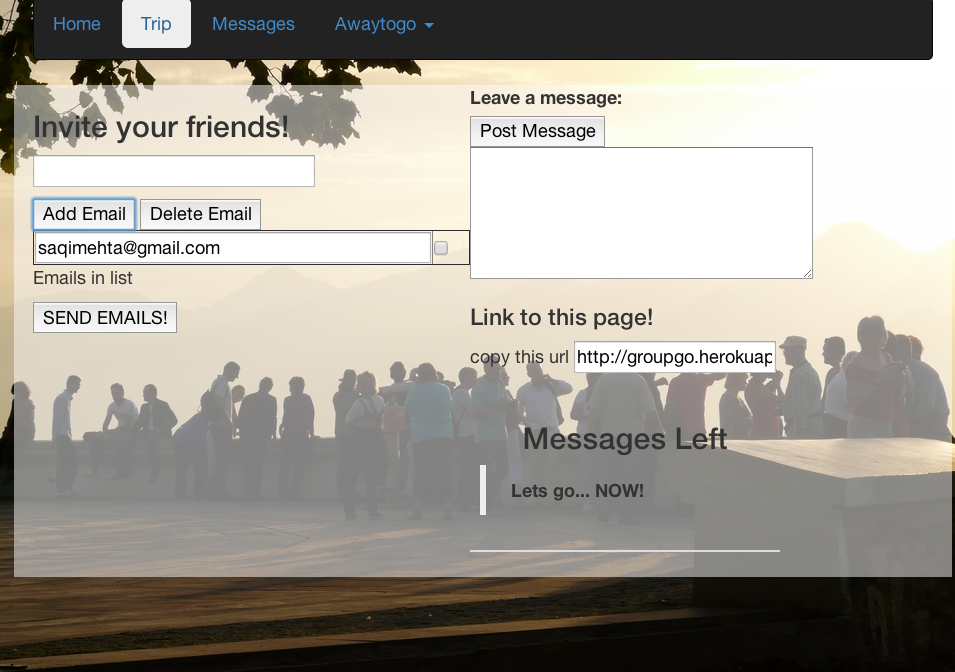 Home Trip Messages Awaytogo
Invite your friends!
Add Email Delete Email
saqimehta@gmail.com
Emails in list
SEND EMAILS!
Leave a message:
Post Message
Link to this page!
copy this url http://groupgo.herokuap
Messages Left
Lets go... NOW!